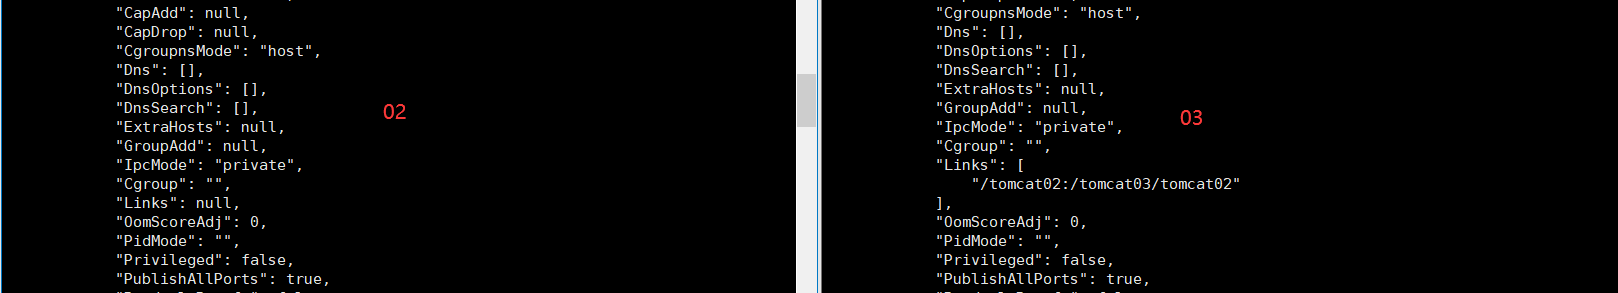 "CapAdd": null,
"CapDrop": null,
"CgroupnsMode": "host",
"Dns": [],
"DnsOptions": [],
"DnsSearch": [],
"ExtraHosts": null,
"GroupAdd": null,
"IpcMode": "private",
"Cgroup": "",
"Links": null,
"OomScoreAdj": 0,
"PidMode": "",
"Privileged": false,
"PublishAllPorts": true,
02
"CgroupnsMode": "host",
"Dns": [],
"DnsOptions": [],
"DnsSearch": [],
"ExtraHosts": null,
"GroupAdd": null,
"IpcMode": "private",
"Cgroup": "",
"Links": [
"/tomcat02:/tomcat03/tomcat02"
],
"OomScoreAdj": 0,
"PidMode": "",
"Privileged": false,
"PublishAllPorts": true,
03